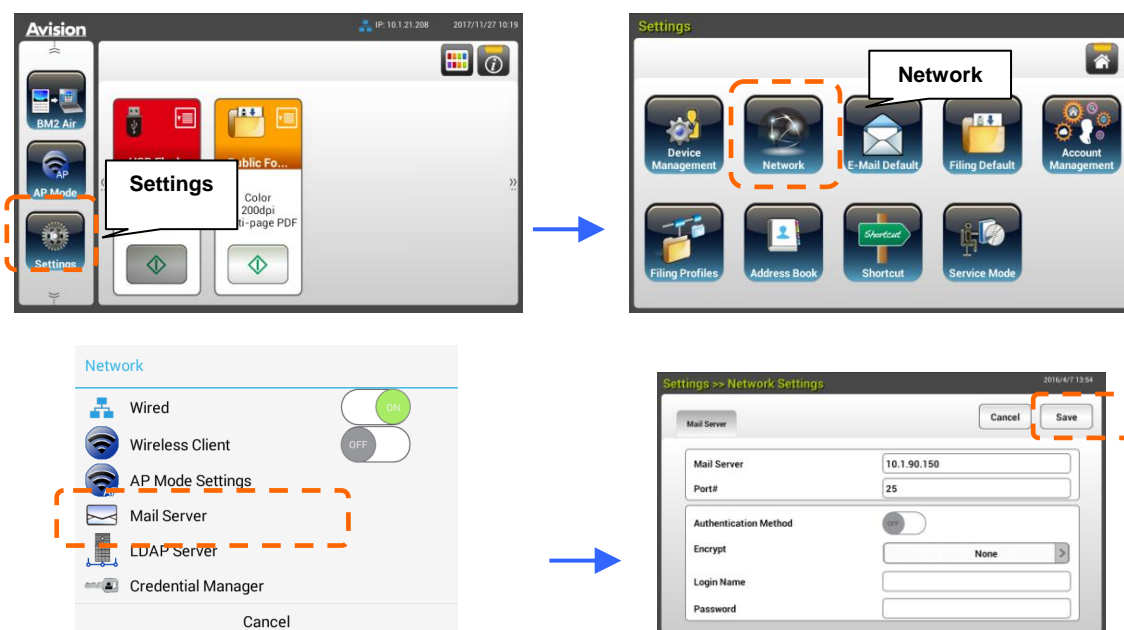 Avision
IP: 10.1.21.208 2017/11/27 10:19
BM2 Air
AP
AP Mode
Settings
Public Fo...
Color
200dpi
ti-page PDF
Settings
Settings
Network
Device
Management
Network
E-Mail Default
Filing Default
Account
Management
Filing Profiles
Address Book
Shortcut
Shortcut
Service Mode
Network
Wired
ON
Wireless Client
OFF
AP Mode Settings
Mail Server
LDAP Server
Credential Manager
Cancel
Settings >> Network Settings
2016/4/7 13:54
Mail Server
Cancel
Save
Mail Server
10.1.90.150
Port#
25
Authentication Method
OFF
Encrypt
None
Login Name
Password